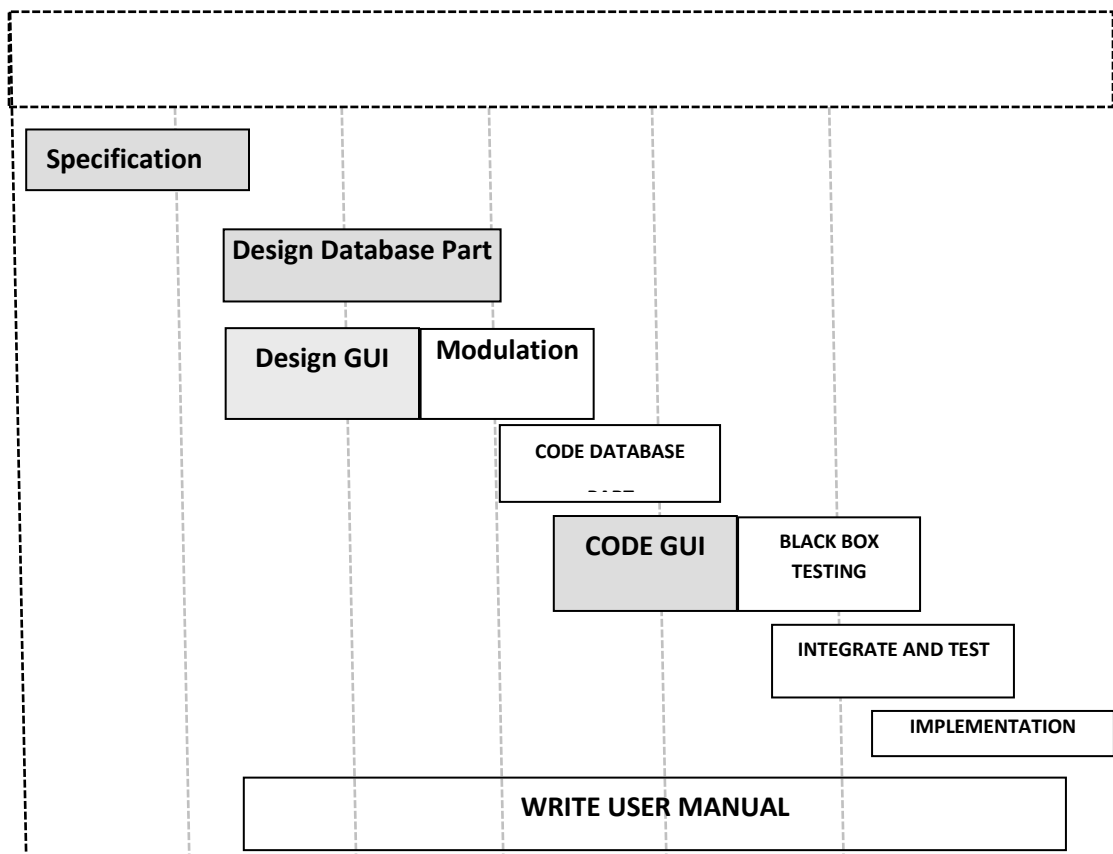 Specification
Design Database Part
Design GUI
Modulation
CODE DATABASE
CODE GUI
BLACK BOX
TESTING
INTEGRATE AND TEST
IMPLEMENTATION
WRITE USER MANUAL